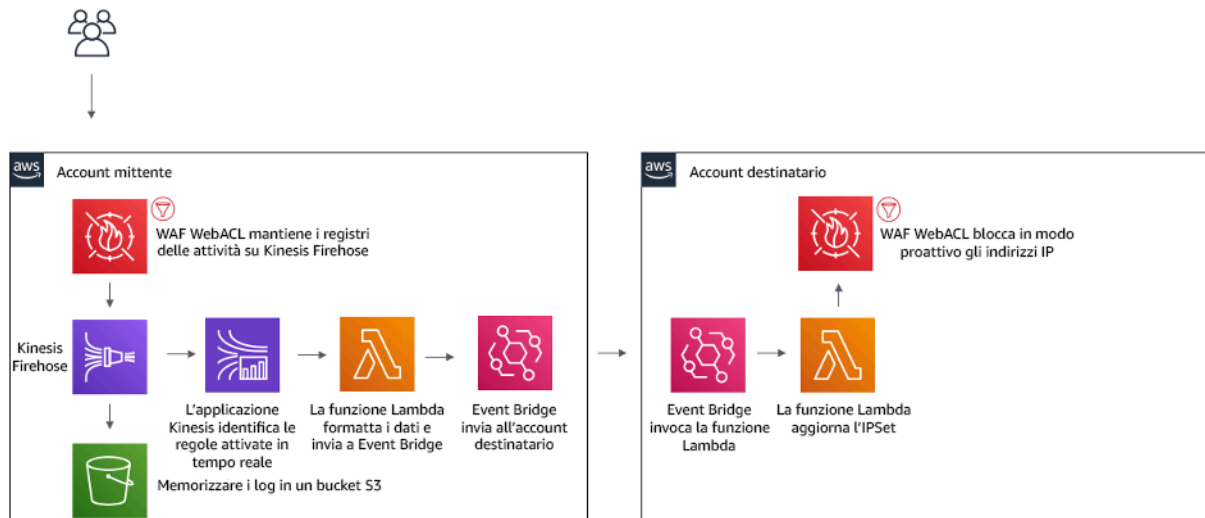 aws
Account mittente
WAF WebACL mantiene i registri
delle attività su Kinesis Firehose
Kinesis
Firehose
L'applicazione
Kinesis identifica le
regole attivate in
tempo reale
La funzione Lambda
formatta i dati e
invia a Event Bridge
Event Bridge
invia all'account
destinatario
Memorizzare i log in un bucket S3
aws
Account destinatario
WAF WebACL blocca in modo
proattivo gli indirizzi IP
Event Bridge
invoca la funzione
Lambda
La funzione Lambda
aggiorna l'IPSet